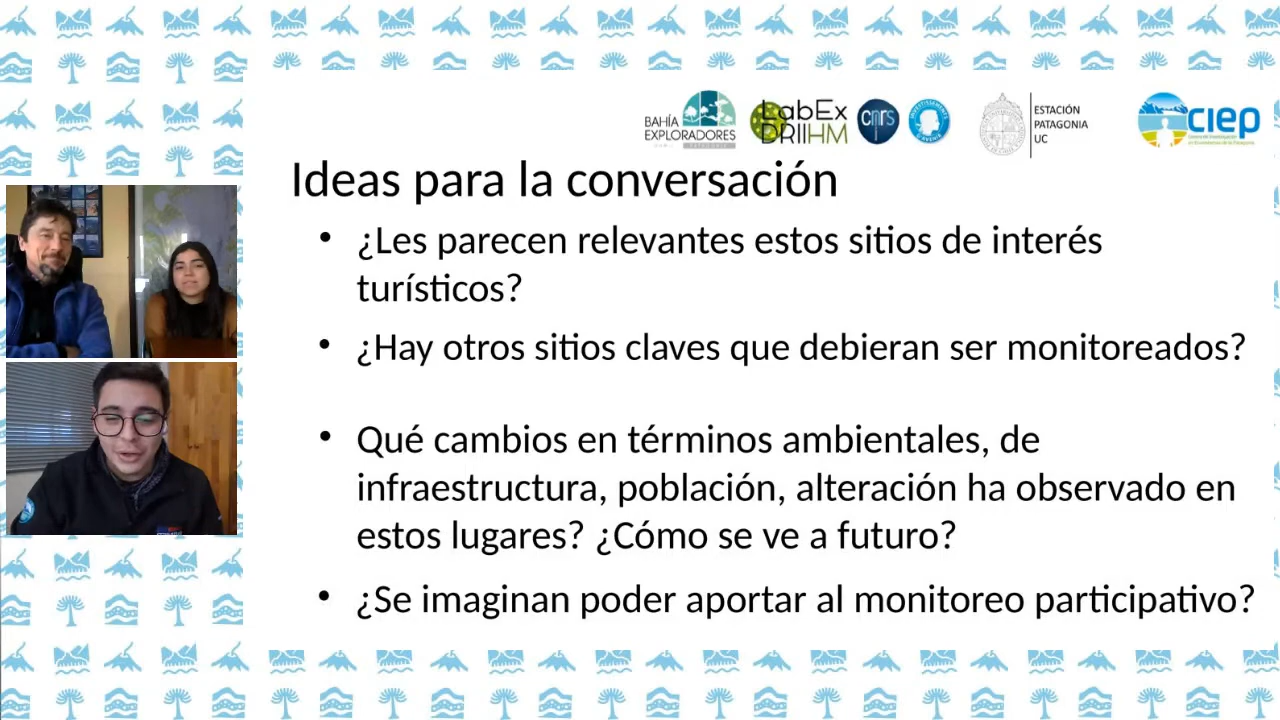 BAHÍA
EXPLORADORES
LabEx
DRIIHM
cnrs
ESTACIÓN
PATAGONIA
UC
ciep
Ideas para la conversación
• ¿Les parecen relevantes estos sitios de interés
turísticos?
• ¿Hay otros sitios claves que debieran ser monitoreados?
• Qué cambios en términos ambientales, de
infraestructura, población, alteración ha observado en
estos lugares? ¿Cómo se ve a futuro?
• ¿Se imaginan poder aportar al monitoreo participativo?